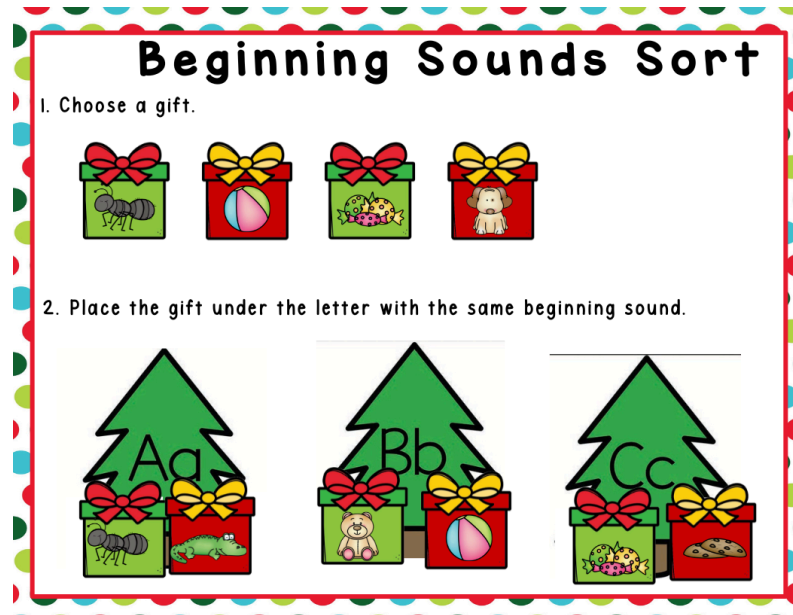 Beginning Sounds Sort
1. Choose a gift.
2. Place the gift under the letter with the same beginning sound.
Aa
Bb
Cc